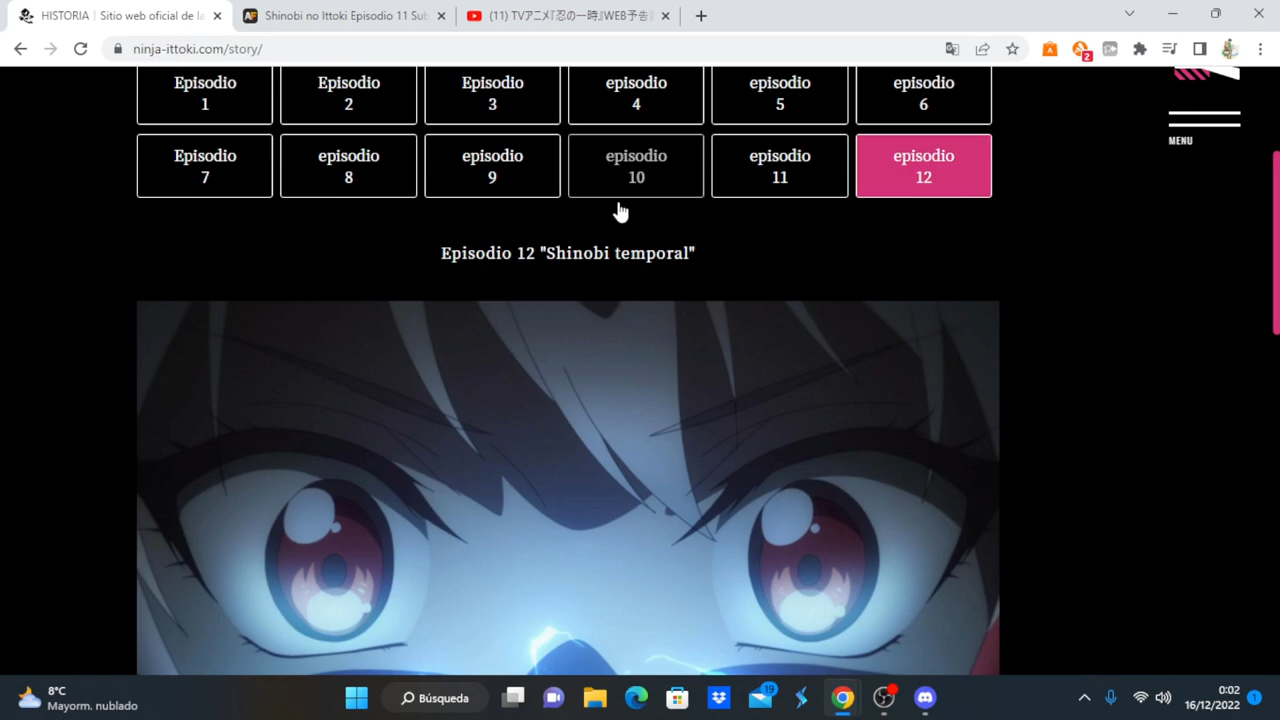 HISTORIA | Sitio web oficial de la
Shinobi no Ittoki Episodio 11 Sub
(11) TVアニメ『忍の一時』WEB予告
ninja-ittoki.com/story/
2
Episodio 1
Episodio 2
Episodio 3
episodio 4
episodio 5
episodio 6
MENU
Episodio 7
episodio 8
episodio 9
episodio 10
episodio 11
episodio 12
Episodio 12 "Shinobi temporal"
8°C
Mayorm. nublado
Búsqueda
19
0:02
16/12/2022
1